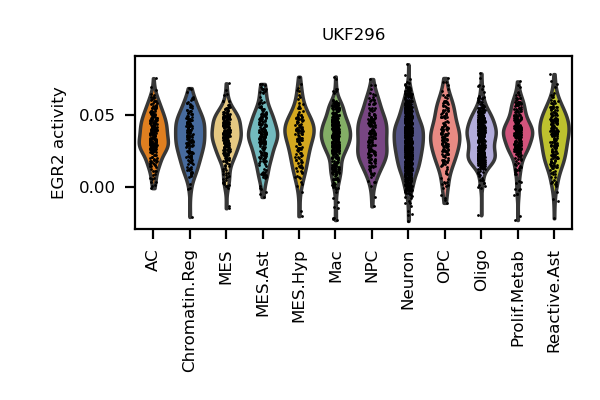 UKF296
EGR2 activity
0.05
0.00
AC
Chromatin.Reg
MES
MES.Ast
MES.Hyp
Mac
NPC
Neuron
OPC
Oligo
Prolif.Metab
Reactive.Ast